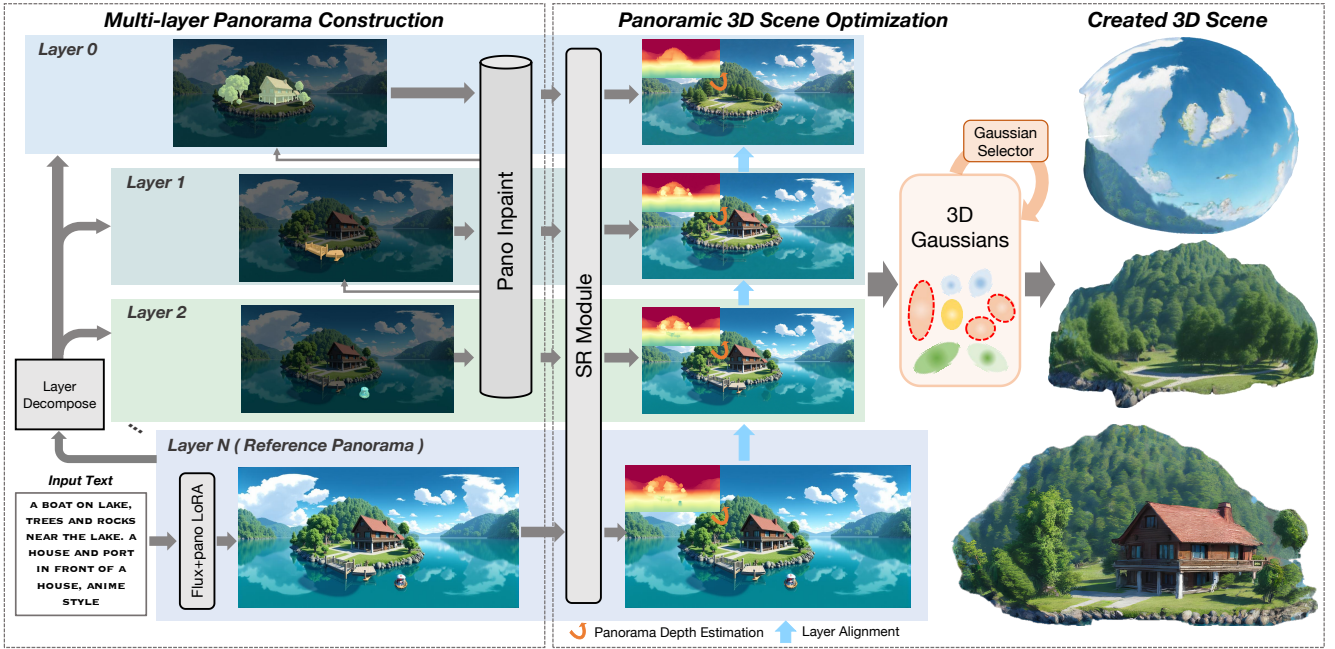 Multi-layer Panorama Construction
Panoramic 3D Scene Optimization
Created 3D Scene
Layer 0
Layer 1
Layer 2
Layer
Decompose
...
Layer N ( Reference Panorama )
Input Text
A BOAT ON LAKE,
TREES AND ROCKS
NEAR THE LAKE. A
HOUSE AND PORT
IN FRONT OF A
HOUSE, ANIME
STYLE
Flux+pano LoRA
Pano Inpaint
SR Module
Gaussian
Selector
3D
Gaussians
Panorama Depth Estimation
Layer Alignment